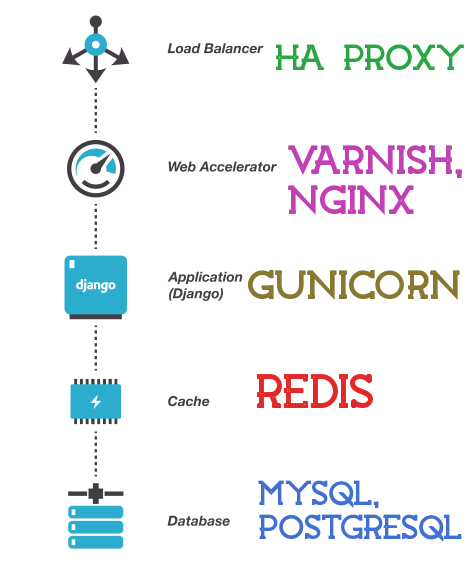 Load Balancer HA PROXY
Web Accelerator VARNISH,
NGINX
django
Application
(Django) GUNICORN
Cache REDIS
MYSQL,
Database POSTGRESQL